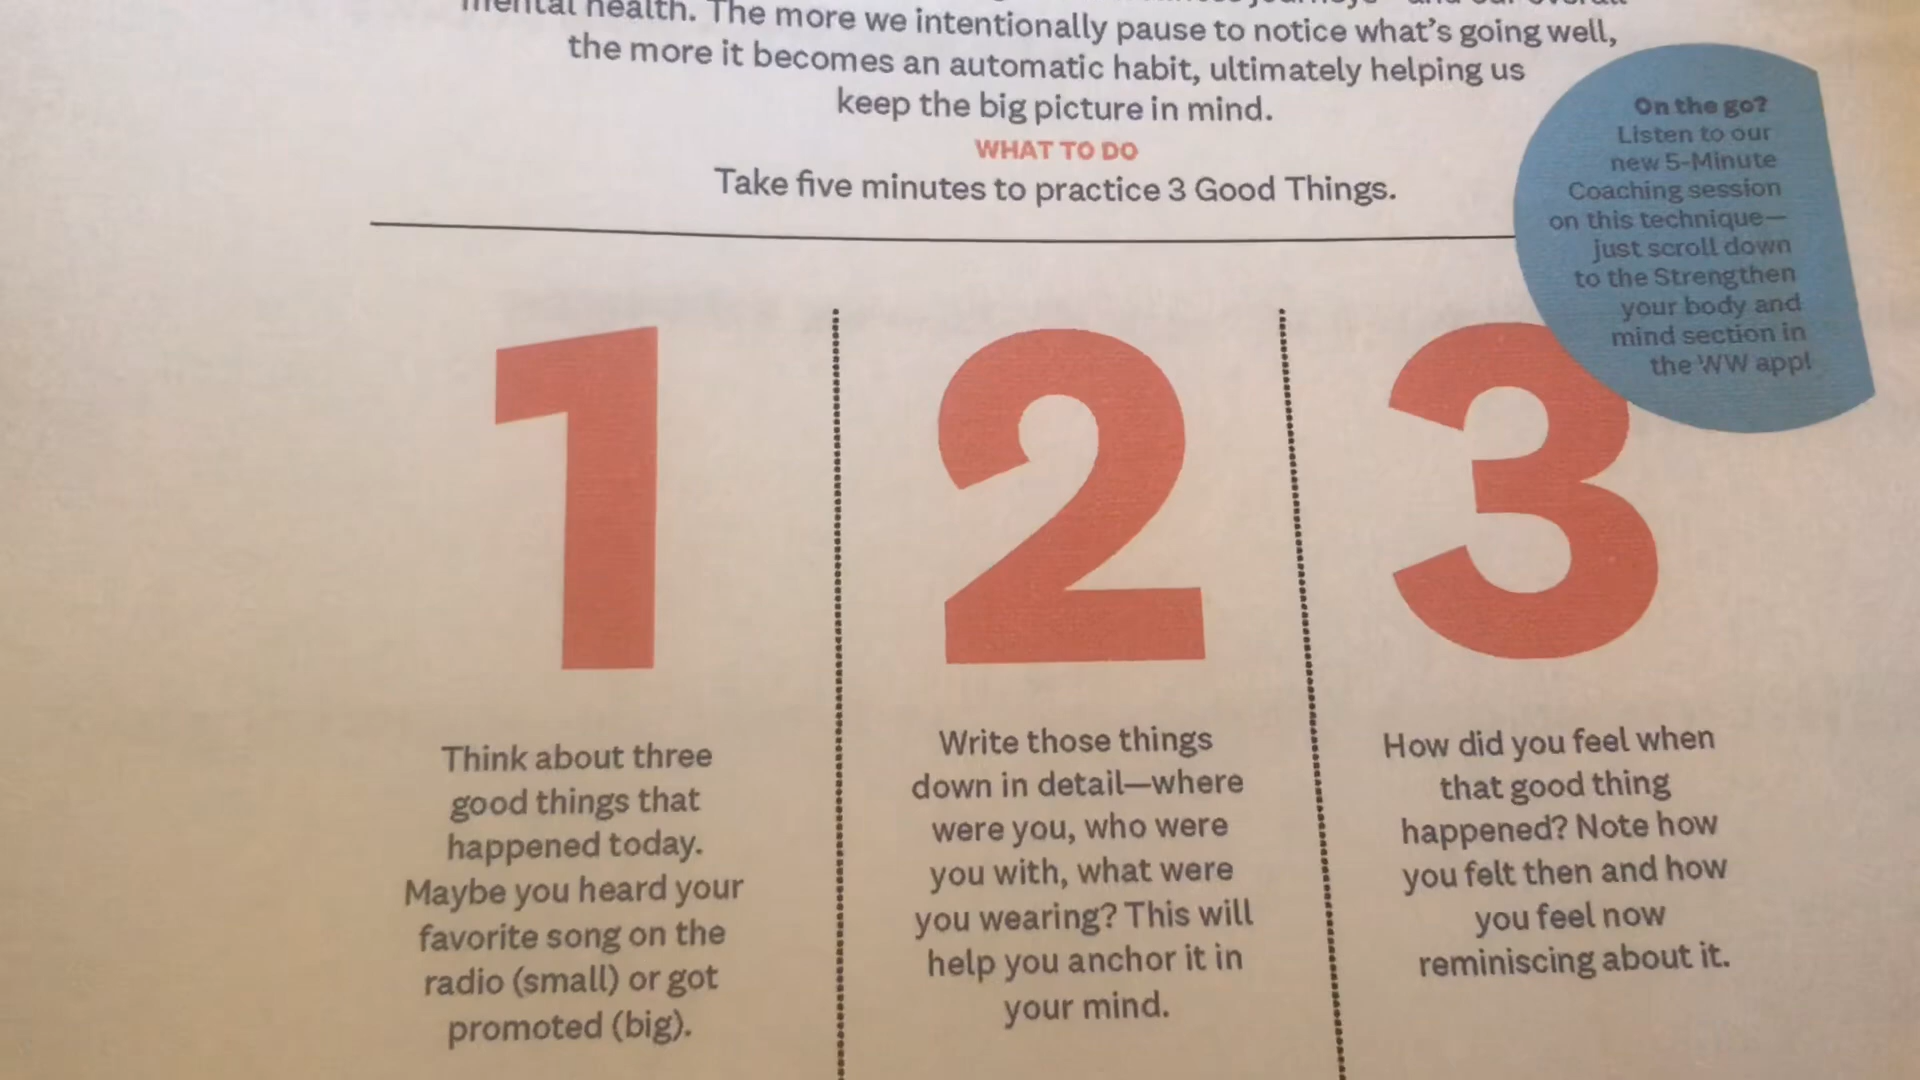 mental health. The more we intentionally pause to notice what's going well,
the more it becomes an automatic habit, ultimately helping us
keep the big picture in mind.
WHAT TO DO
Take five minutes to practice 3 Good Things.
On the go?
Listen to our
new 5-Minute
Coaching session
on this technique—
just scroll down
to the Strengthen
your body and
mind section in
the WW app!
1
Think about three
good things that
happened today.
Maybe you heard your
favorite song on the
radio (small) or got
promoted (big).
2
Write those things
down in detail—where
were you, who were
you with, what were
you wearing? This will
help you anchor it in
your mind.
3
How did you feel when
that good thing
happened? Note how
you felt then and how
you feel now
reminiscing about it.